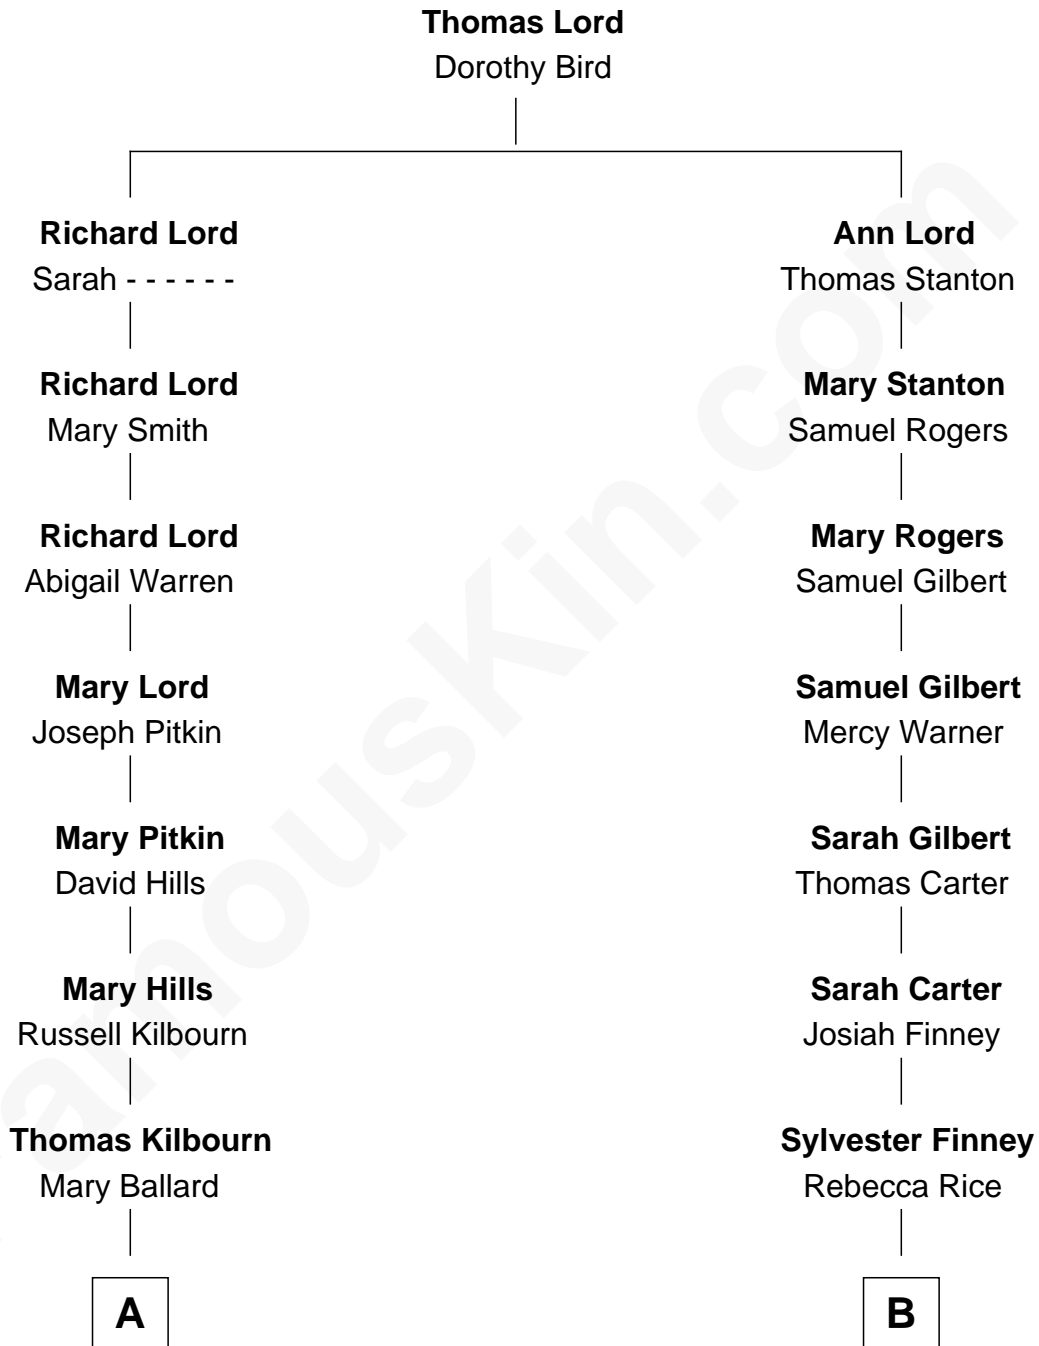 Thomas Lord
Dorothy Bird
Richard Lord
Sarah - - - - - -
Ann Lord
Thomas Stanton
Richard Lord
Mary Smith
Mary Stanton
Samuel Rogers
Richard Lord
Abigail Warren
Mary Rogers
Samuel Gilbert
Mary Lord
Joseph Pitkin
Samuel Gilbert
Mercy Warner
Mary Pitkin
David Hills
Sarah Gilbert
Thomas Carter
Mary Hills
Russell Kilbourn
Sarah Carter
Josiah Finney
Thomas Kilbourn
Mary Ballard
Sylvester Finney
Rebecca Rice
A
B
amouskin.com